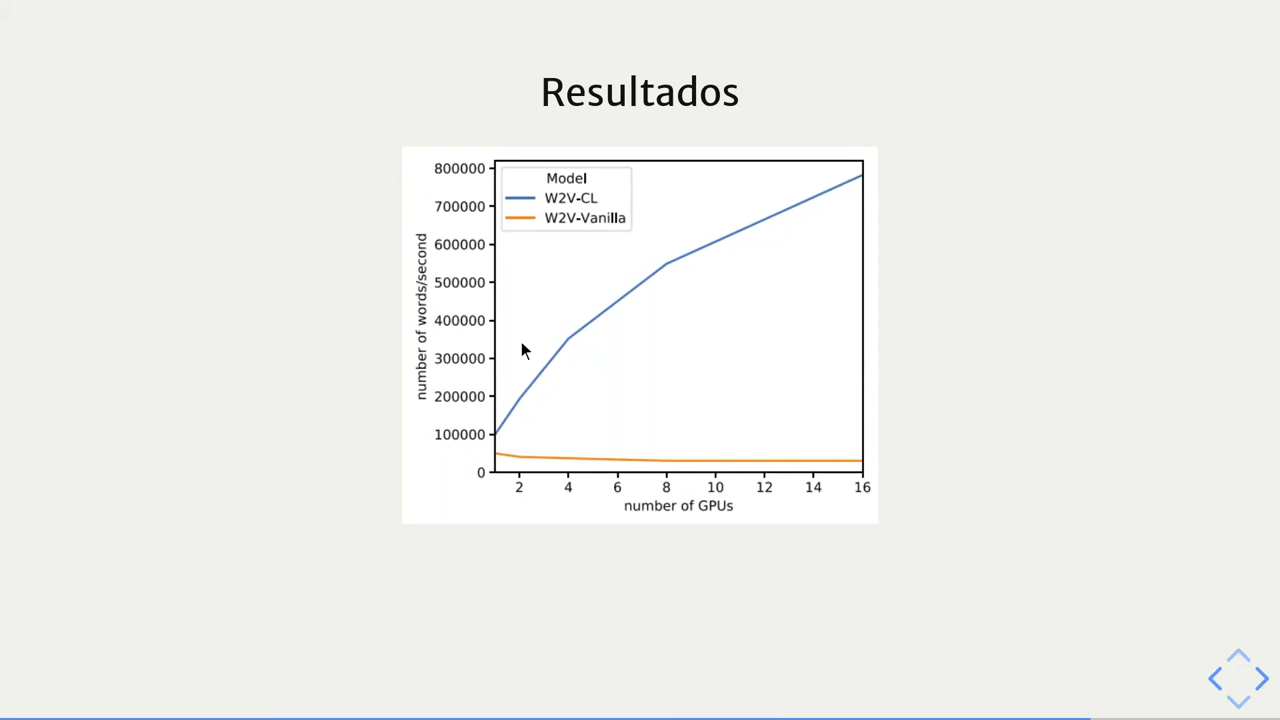 Resultados
800000
700000
600000
500000
400000
300000
200000
100000
0
number of words/second
Model
W2V-CL
W2V-Vanilla
2 4 6 8 10 12 14 16
number of GPUs